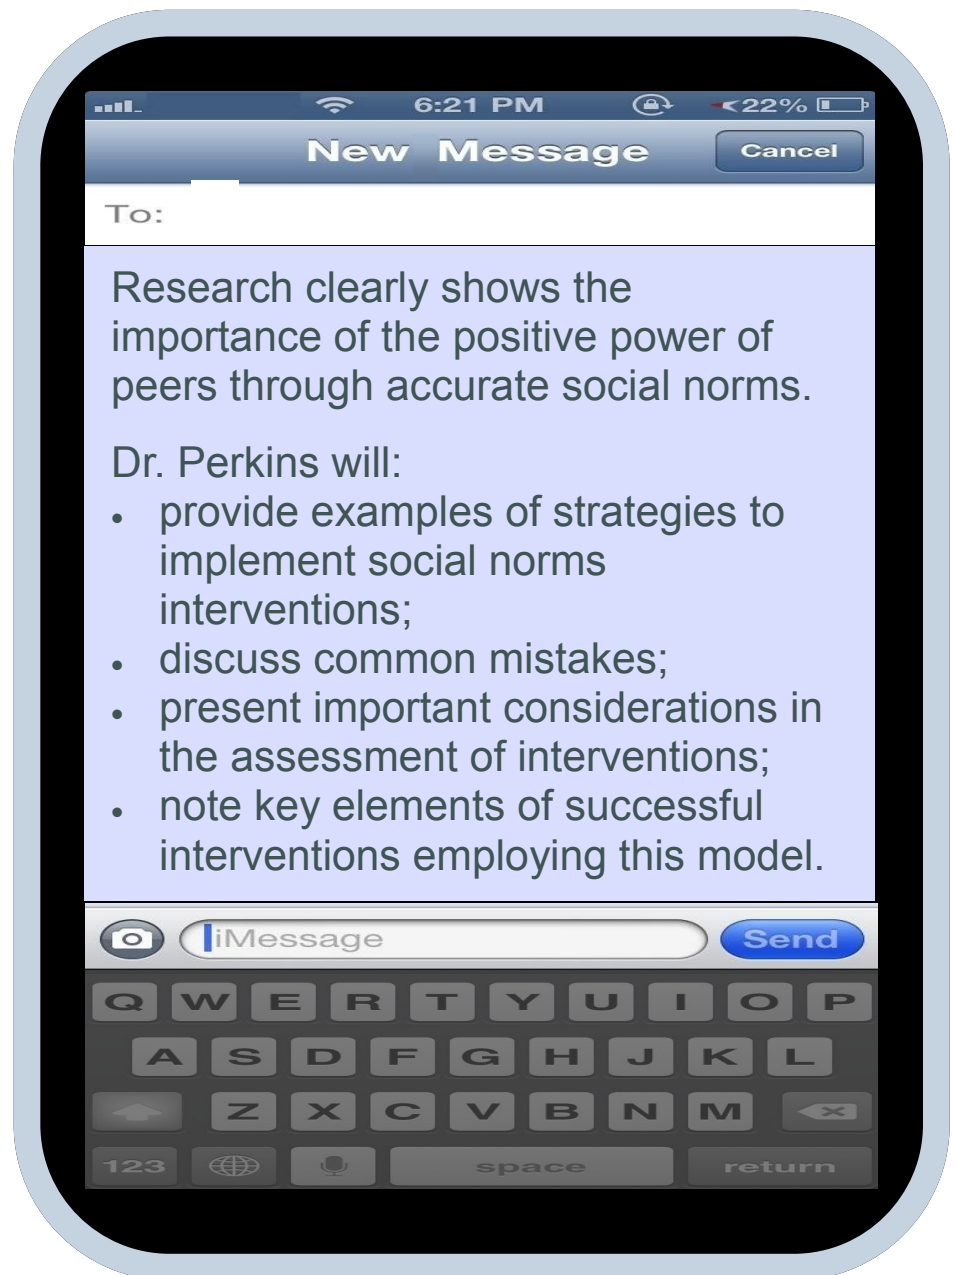 6:21 PM 22%
New Message Cancel
To:
Research clearly shows the
importance of the positive power of
peers through accurate social norms.
Dr. Perkins will:
• provide examples of strategies to
implement social norms
interventions;
• discuss common mistakes;
• present important considerations in
the assessment of interventions;
• note key elements of successful
interventions employing this model.
iMessage Send
Q W E R T Y U I O P
A S D F G H J K L
Z X C V B N M
123 space return